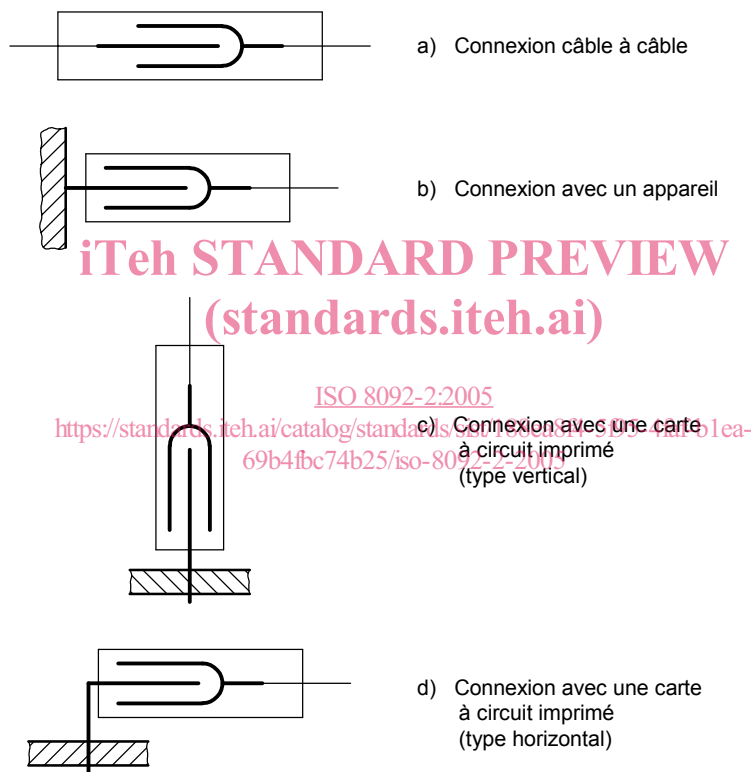 a) Connexion câble à câble
b) Connexion avec un appareil
iTeh STANDARD PREVIEW
(standards.iteh.ai)
ISO 8092-2:2005
c) Connexion avec une carte
à circuit imprimé
(type vertical)
https://standards.iteh.ai/catalog/standards/sist/
69b4fbc74b25/iso-8092-2-2005
d) Connexion avec une carte
à circuit imprimé
(type horizontal)